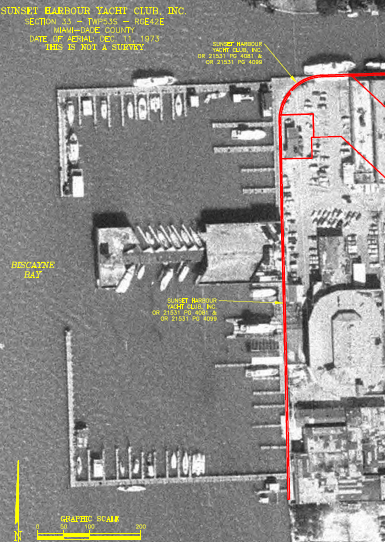 SUNSET HARBOUR YACHT CLUB, INC.
SECTION 33 - TWP53S - RGE42E
MIAMI-DADE COUNTY
DATE OF AERIAL: DEC. 11, 1973
THIS IS NOT A SURVEY
SUNSET HARBOUR
YACHT CLUB, INC.
OR 21531 PG 4081 &
OR 21531 PG 4099
BISCAYNE
BAY
SUNSET HARBOUR
YACHT CLUB, INC.
OR 21531 PG 4081 &
OR 21531 PG 4099
GRAPHIC SCALE
0 50 100 200
N